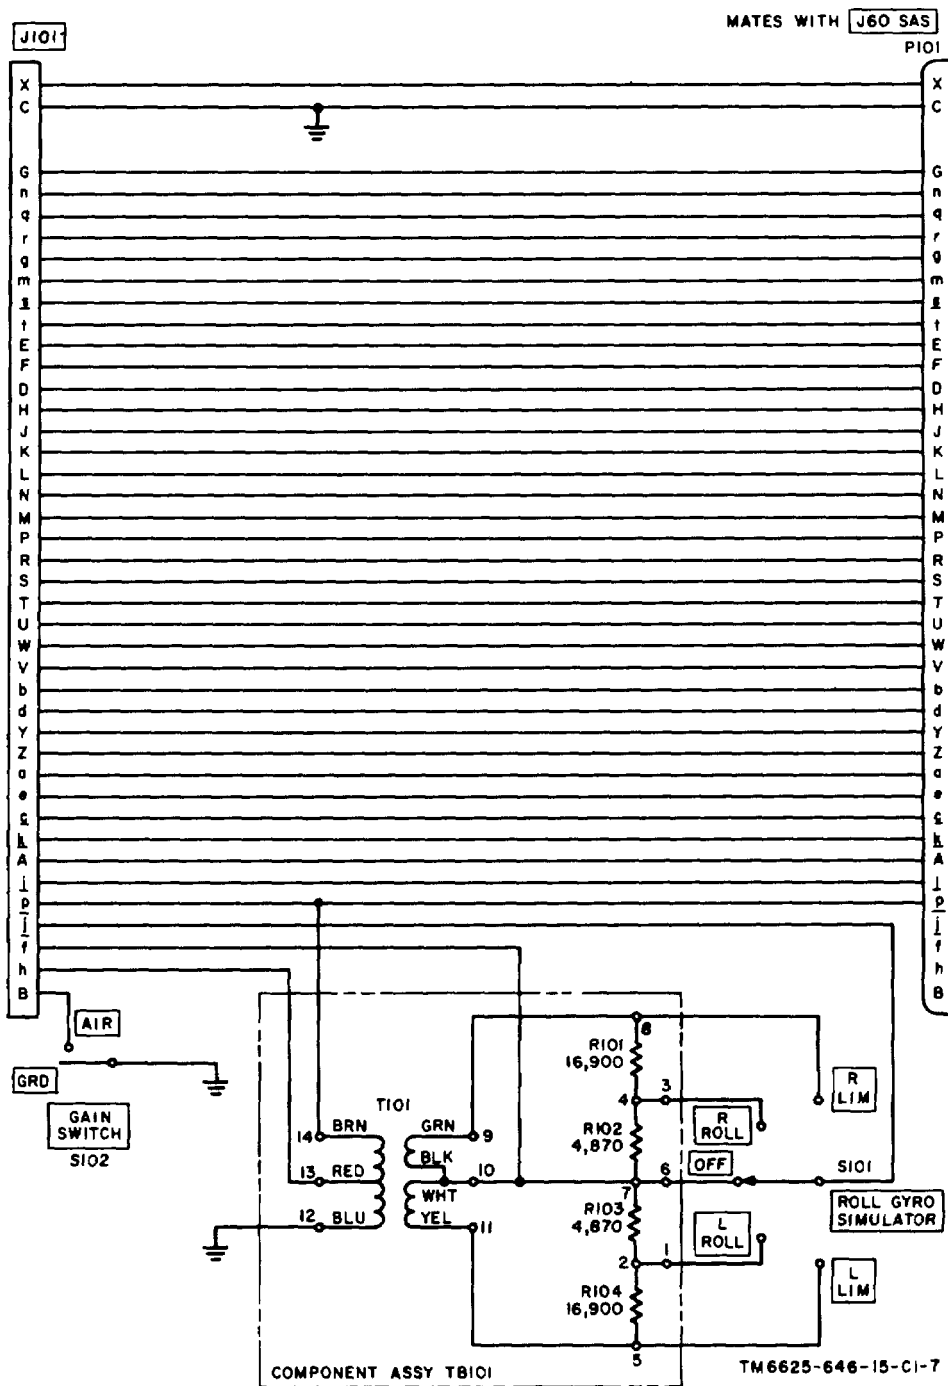 MATES WITH J60 SAS
J101
P101
X X
C C
G G
n n
q q
r r
g g
m m
s s
t t
E E
F F
D D
H H
J J
K K
L L
N N
M M
P P
R R
S S
T T
U U
W W
V V
b b
d d
Y Y
Z Z
a a
e e
c c
k k
A A
i i
p p
j j
f f
h h
B B
AIR
GRD
GAIN
SWITCH
S102
T101
14 BRN
13 RED
12 BLU
GRN 9
BLK
10
WHT
YEL
11
8
R101
16,900
4 3
R102
4,870
7 6
R103
4,870
2 1
R104
16,900
5
R
ROLL
OFF
L
ROLL
R
LIM
S101
ROLL GYRO
SIMULATOR
L
LIM
COMPONENT ASSY TB101
TM6625-646-15-C1-7